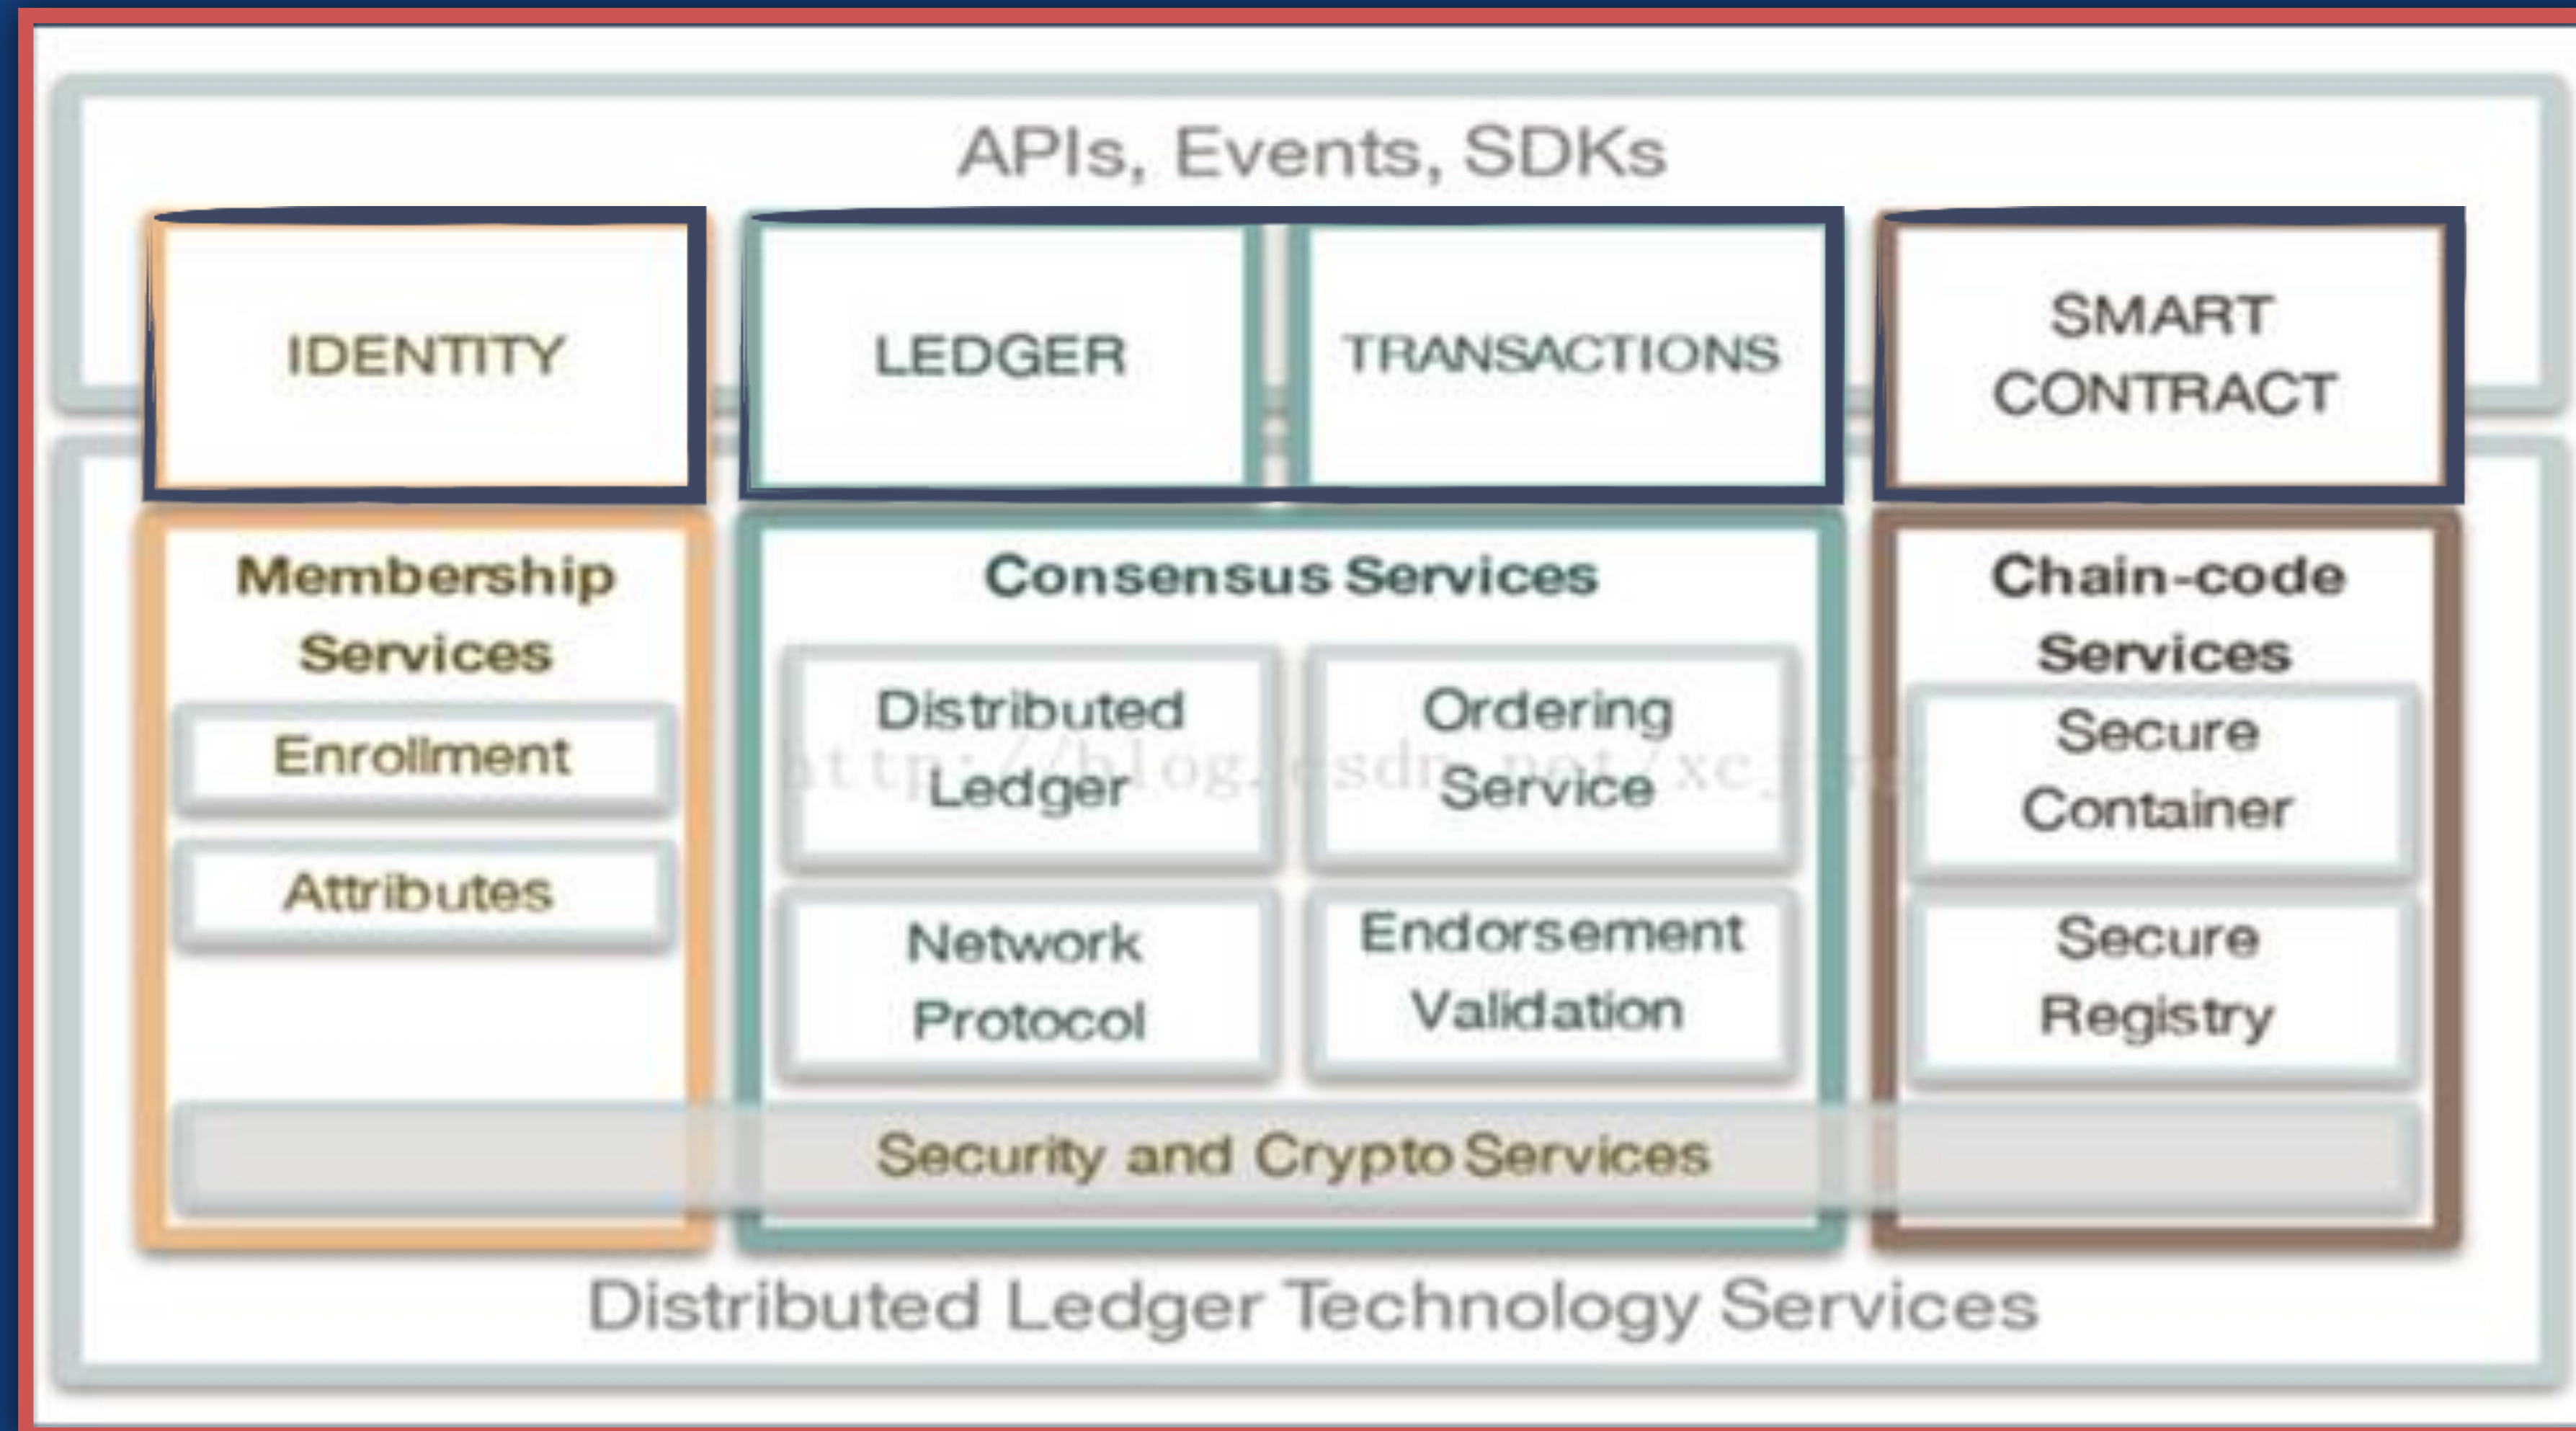 APIs, Events, SDKs
IDENTITY
LEDGER
TRANSACTIONS
SMART
CONTRACT
Membership
Services
Enrollment
Attributes
Consensus Services
Distributed
Ledger
Ordering
Service
Network
Protocol
Endorsement
Validation
Chain-code
Services
Secure
Container
Secure
Registry
Security and Crypto Services
Distributed Ledger Technology Services